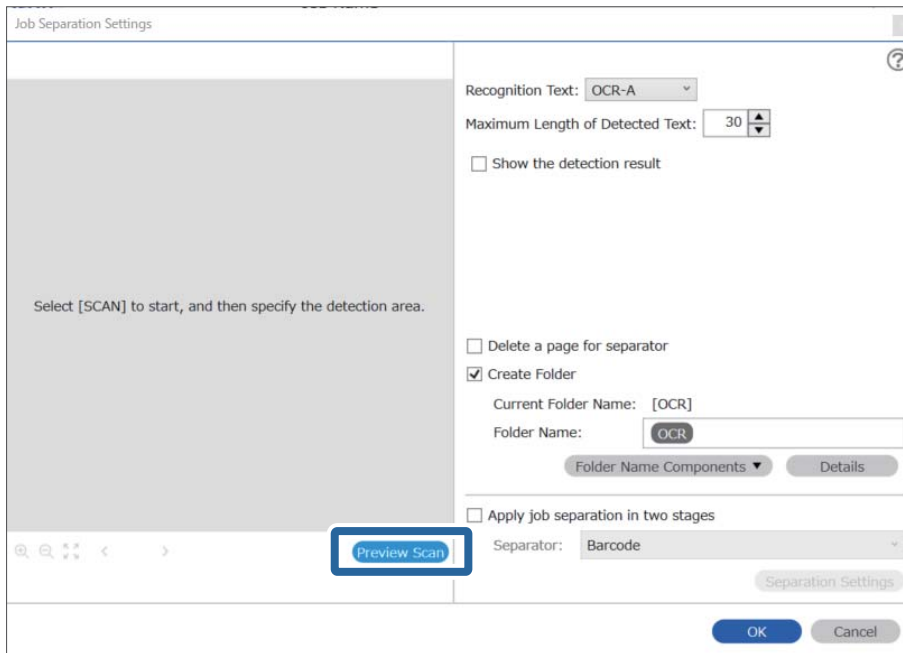 Job Separation Settings
Recognition Text: OCR-A
Maximum Length of Detected Text: 30
Show the detection result
Select [SCAN] to start, and then specify the detection area.
Delete a page for separator
Create Folder
Current Folder Name: [OCR]
Folder Name: OCR
Folder Name Components ▼ Details
Apply job separation in two stages
Preview Scan
Separator: Barcode
Separation Settings
OK Cancel